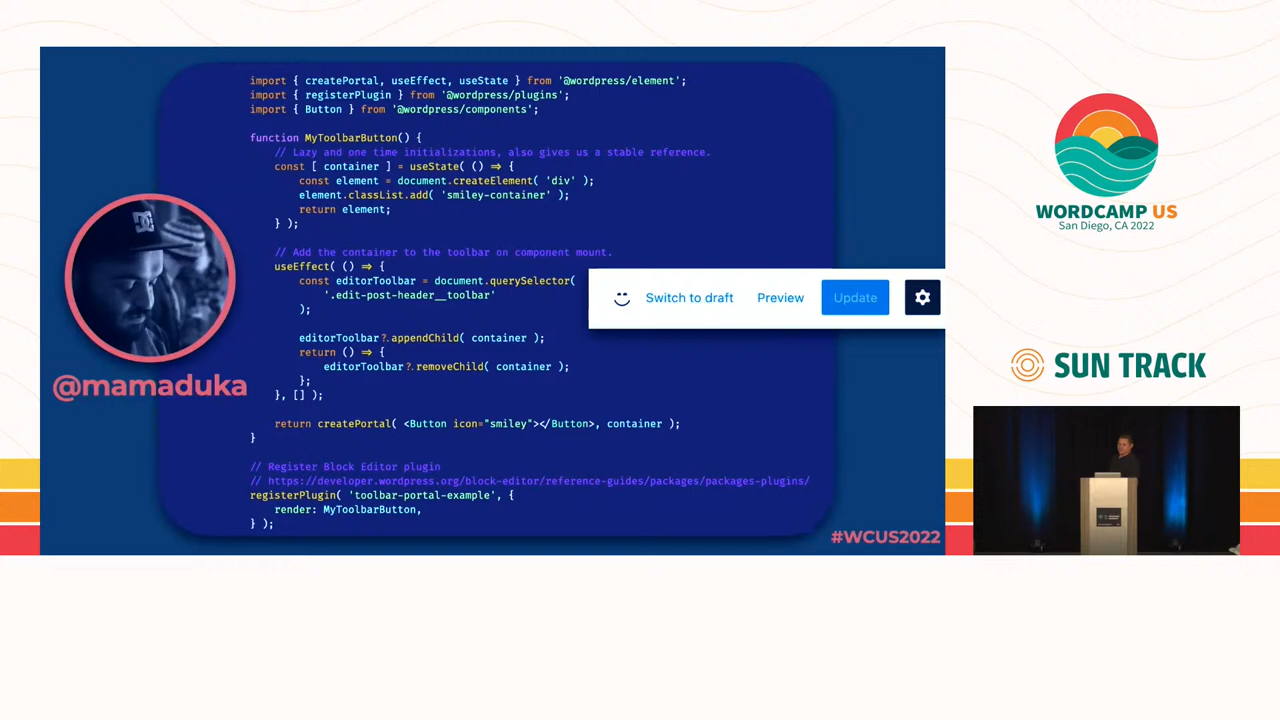 import { createPortal, useEffect, useState } from '@wordpress/element';
import { registerPlugin } from '@wordpress/plugins';
import { Button } from '@wordpress/components';
function MyToolbarButton() {
// Lazy and one time initializations, also gives us a stable reference.
const [ container ] = useState( () => {
const element = document.createElement( 'div' );
element.classList.add( 'smiley-container' );
return element;
} );
// Add the container to the toolbar on component mount.
useEffect( () => {
const editorToolbar = document.querySelector(
'.edit-post-header__toolbar'
);
editorToolbar?.appendChild( container );
return () => {
editorToolbar?.removeChild( container );
};
}, [] );
return createPortal( <Button icon="smiley"></Button>, container );
}
// Register Block Editor plugin
// https://developer.wordpress.org/block-editor/reference-guides/packages/packages-plugins/
registerPlugin( 'toolbar-portal-example', {
render: MyToolbarButton,
} );
@mamaduka
Switch to draft Preview Update
#WCUS2022
WORDCAMP US
San Diego, CA 2022
SUN TRACK